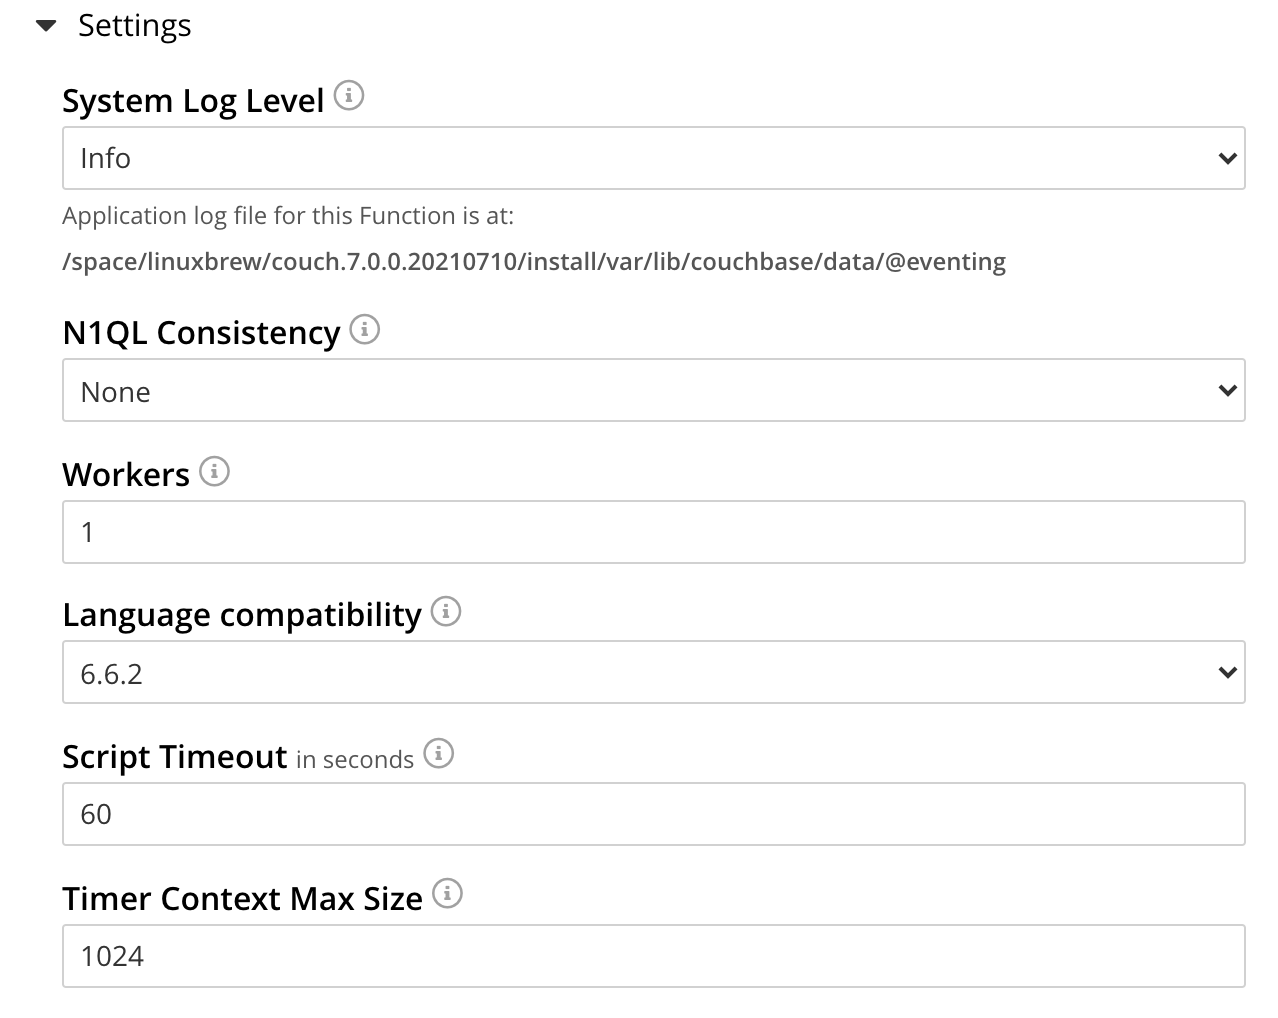 Settings
System Log Level
Info
Application log file for this Function is at:
/space/linuxbrew/couch.7.0.0.20210710/install/var/lib/couchbase/data/@eventing
N1QL Consistency
None
Workers
1
Language compatibility
6.6.2
Script Timeout in seconds
60
Timer Context Max Size
1024